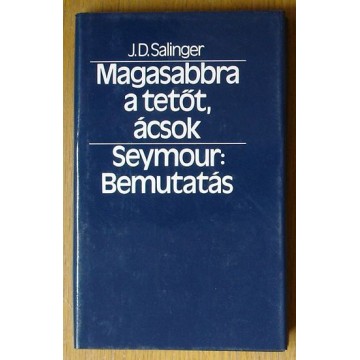 J.D. Salinger
Magasabbra
a tetőt,
ácsok
Seymour:
Bemutatás